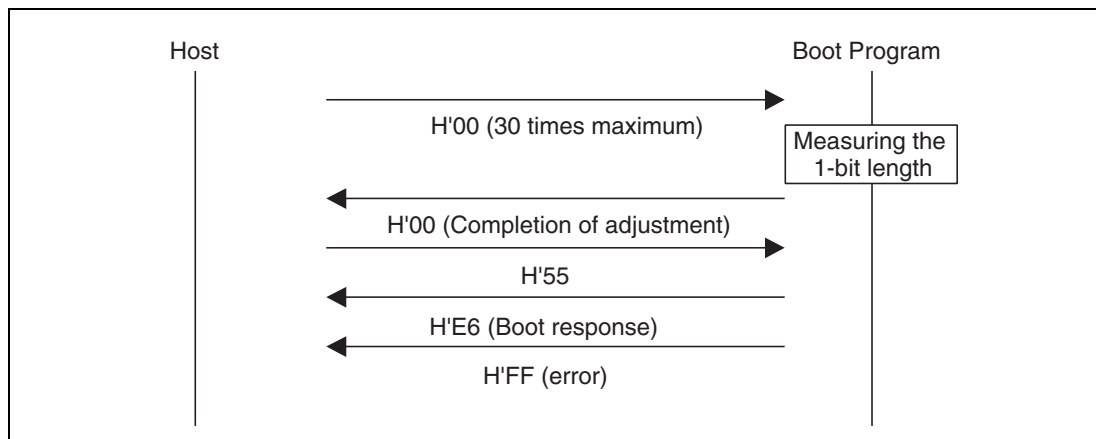 Host
Boot Program
H'00 (30 times maximum)
Measuring the
1-bit length
H'00 (Completion of adjustment)
H'55
H'E6 (Boot response)
H'FF (error)